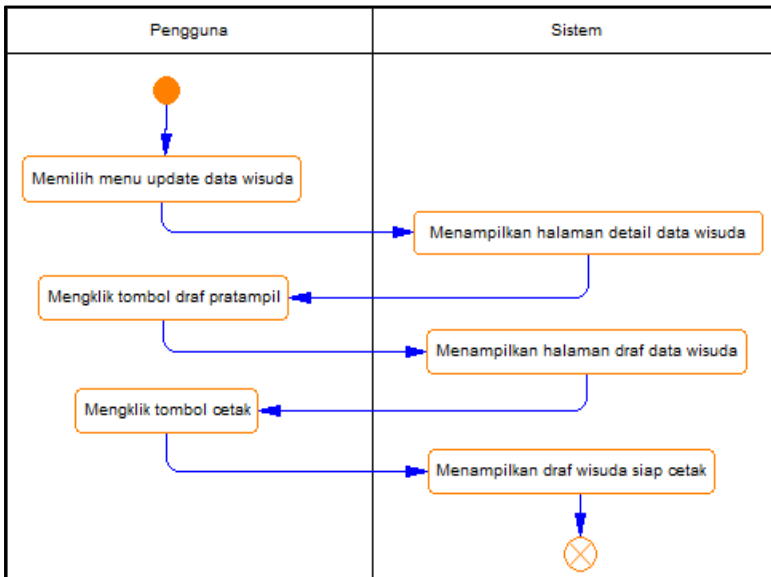 Pengguna
Sistem
Memilih menu update data wisuda
Menampilkan halaman detail data wisuda
Mengklik tombol draf pratampil
Menampilkan halaman draf data wisuda
Mengklik tombol cetak
Menampilkan draf wisuda siap cetak